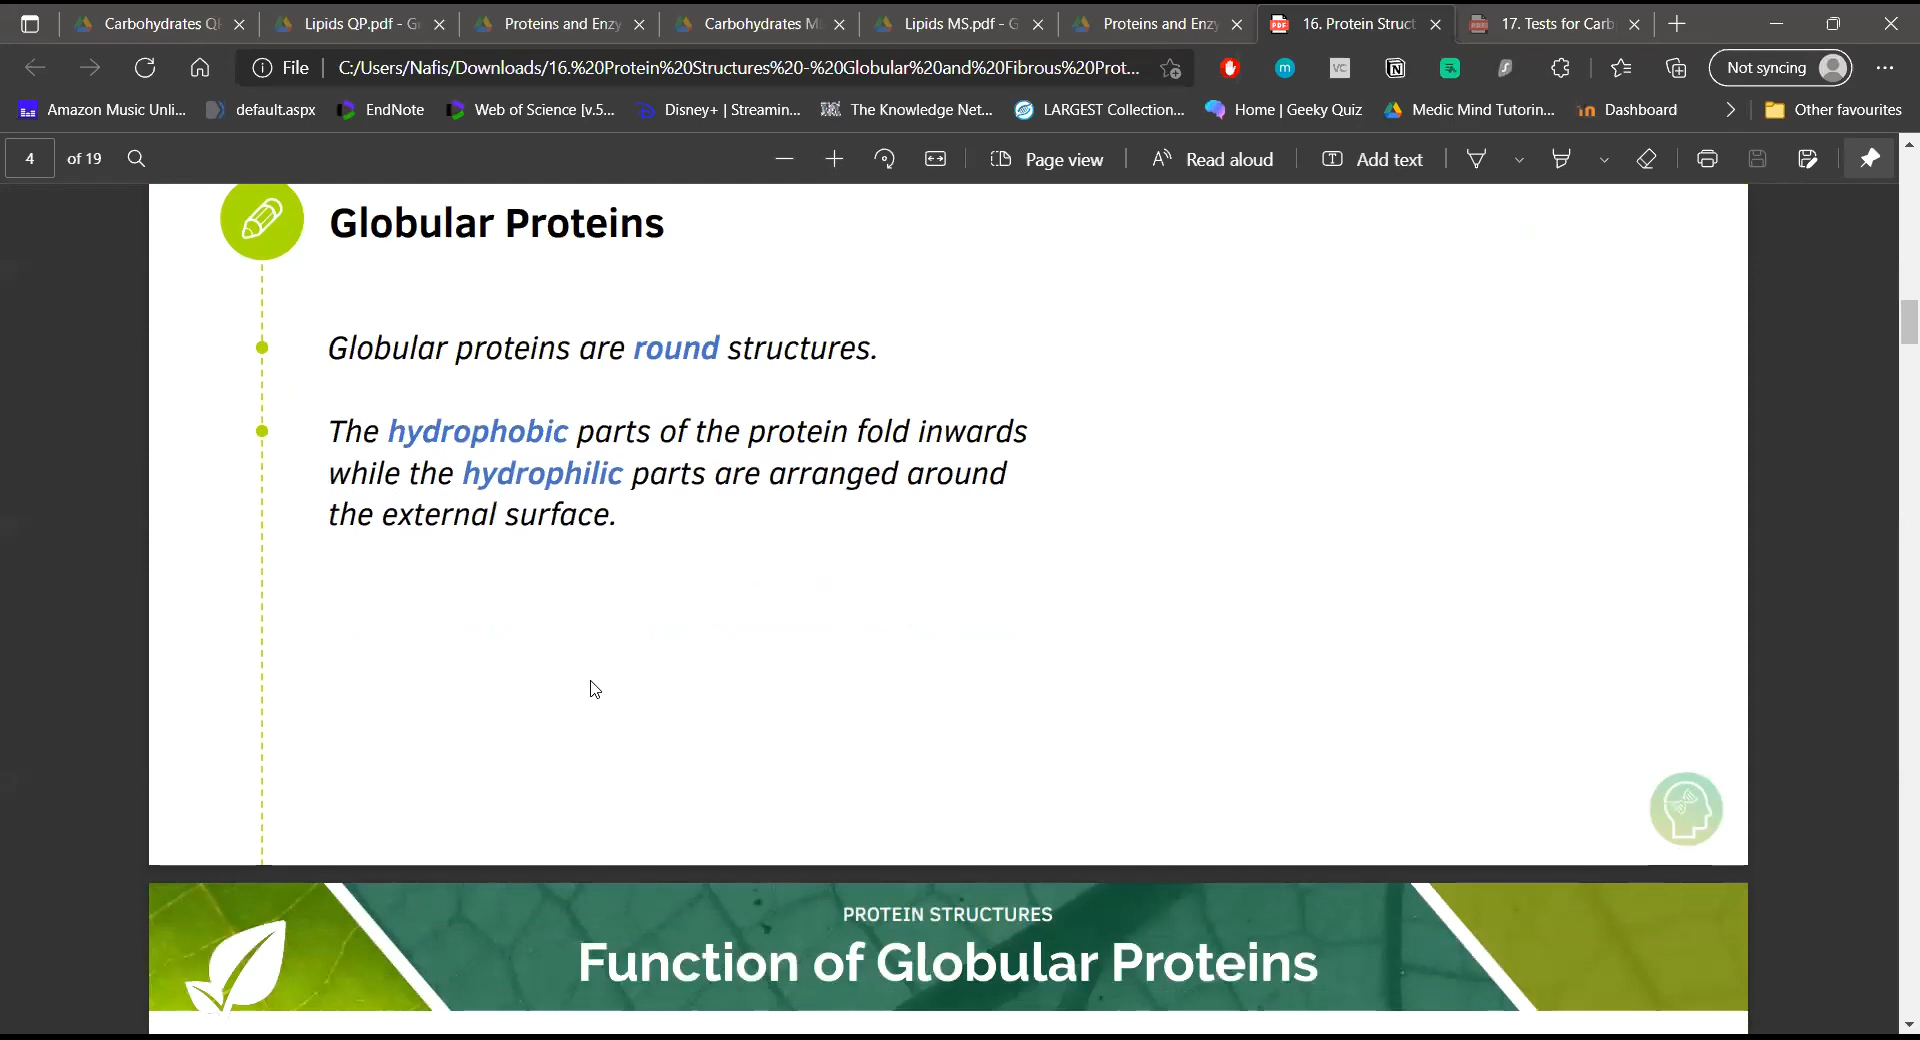 Carbohydrates Q
Lipids QP.pdf - G
Proteins and Enzy
Carbohydrates M
Lipids MS.pdf - G
Proteins and Enzy
16. Protein Struct
17. Tests for Carb
File
C:/Users/Nafis/Downloads/16.%20Protein%20Structures%20-%20Globular%20and%20Fibrous%20Prot...
VC
Not syncing
Amazon Music Unli...
default.aspx
EndNote
Web of Science [v.5...
Disney+ | Streamin...
The Knowledge Net...
LARGEST Collection...
Home | Geeky Quiz
Medic Mind Tutorin...
Dashboard
Other favourites
4 of 19
Page view
Read aloud
Add text
Globular Proteins
Globular proteins are round structures.
The hydrophobic parts of the protein fold inwards
while the hydrophilic parts are arranged around
the external surface.
PROTEIN STRUCTURES
Function of Globular Proteins